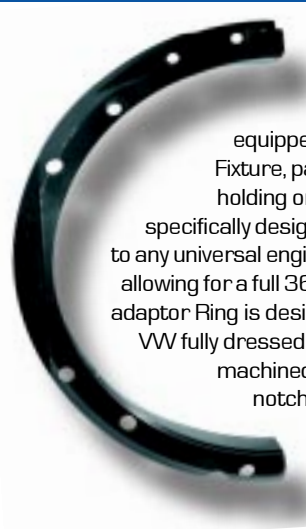 equippe
Fixture, pa
holding o
specifically desig
to any universal engi
allowing for a full 36
adaptor Ring is desi
VW fully dressed
machined
notch